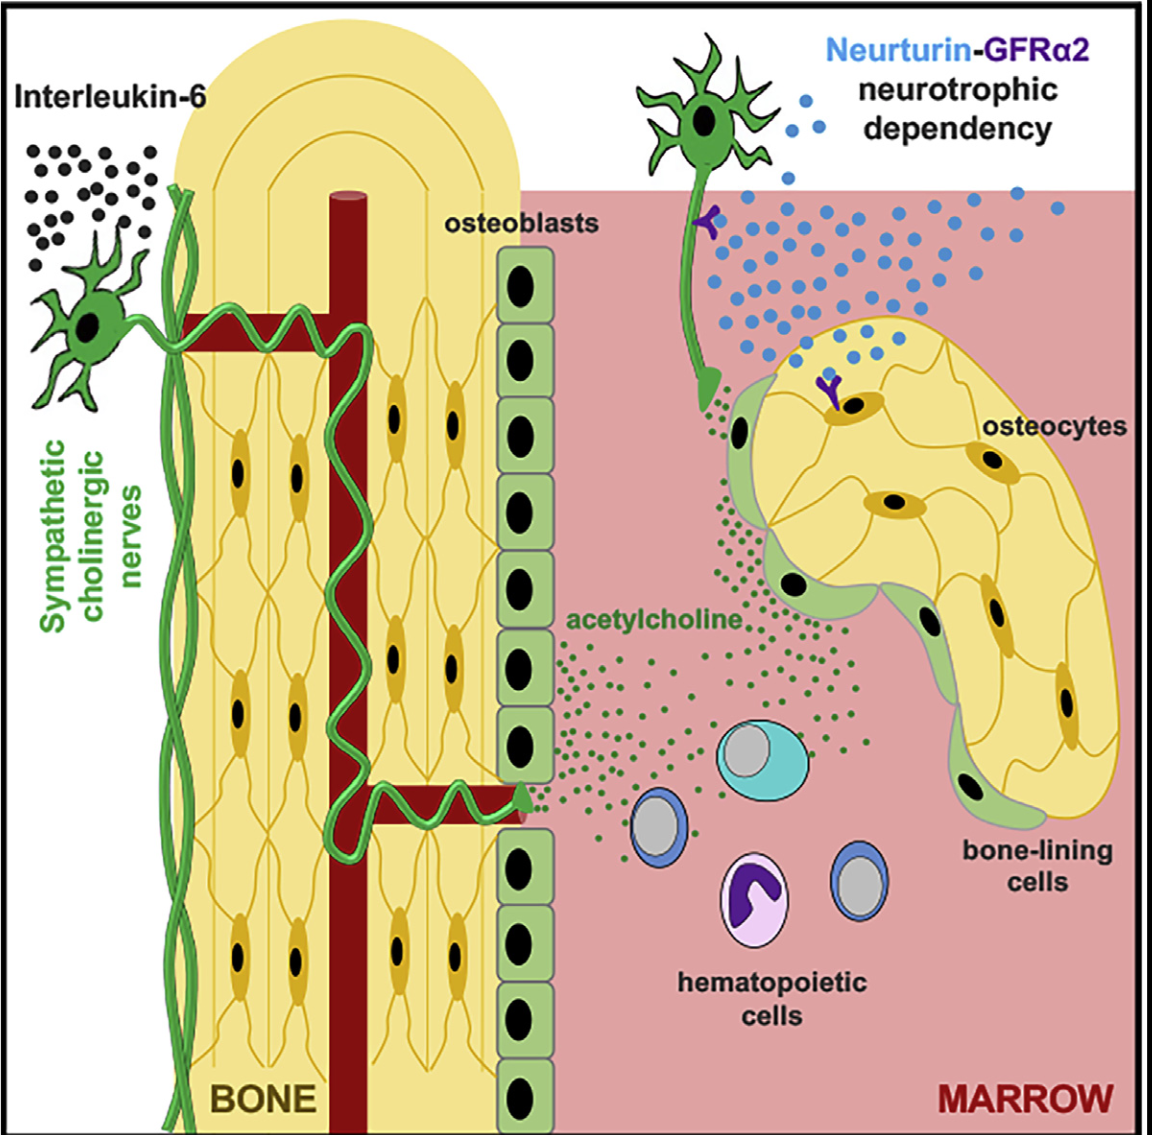 Interleukin-6
Neurturin-GFRα2
neurotrophic
dependency
osteoblasts
osteocytes
Sympathetic
cholinergic
nerves
acetylcholine
bone-lining
cells
hematopoietic
cells
BONE
MARROW